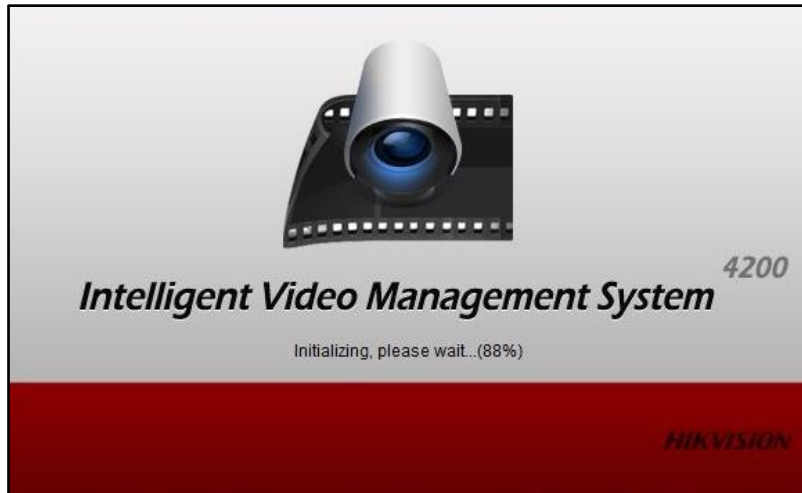 4200
Intelligent Video Management System
Initializing, please wait...(88%)
HIKVISION